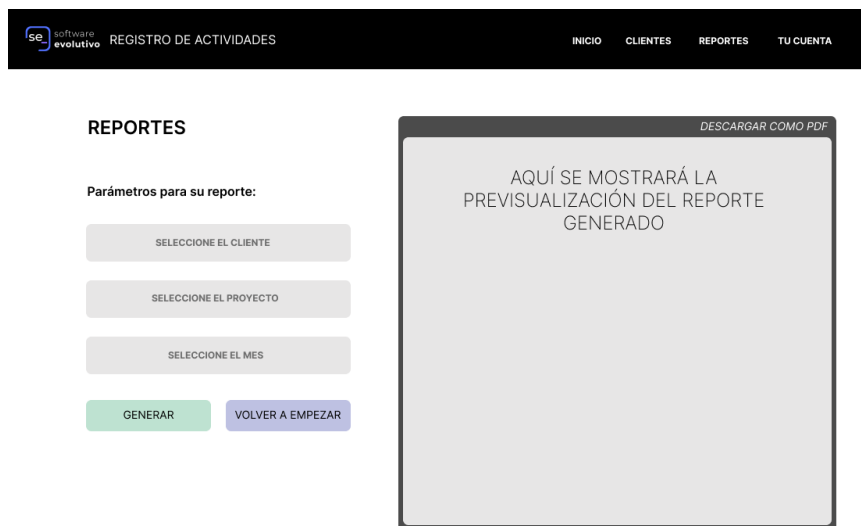 se_
software
evolutivo
REGISTRO DE ACTIVIDADES
INICIO
CLIENTES
REPORTES
TU CUENTA
REPORTES
Parámetros para su reporte:
SELECCIONE EL CLIENTE
SELECCIONE EL PROYECTO
SELECCIONE EL MES
GENERAR
VOLVER A EMPEZAR
DESCARGAR COMO PDF
AQUÍ SE MOSTRARÁ LA
PREVISUALIZACIÓN DEL REPORTE
GENERADO